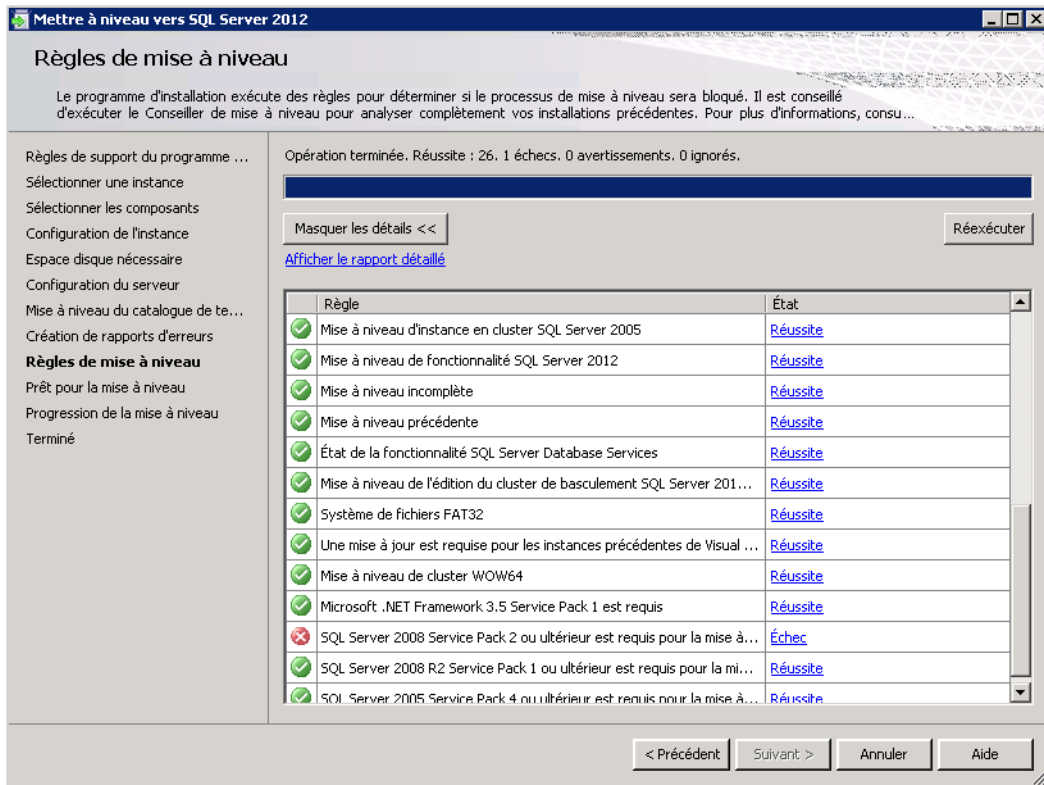 Mettre à niveau vers SQL Server 2012
Règles de mise à niveau
Le programme d'installation exécute des règles pour déterminer si le processus de mise à niveau sera bloqué. Il est conseillé
d'exécuter le Conseiller de mise à niveau pour analyser complètement vos installations précédentes. Pour plus d'informations, consu...
Règles de support du programme ...
Sélectionner une instance
Sélectionner les composants
Configuration de l'instance
Espace disque nécessaire
Configuration du serveur
Mise à niveau du catalogue de te...
Création de rapports d'erreurs
Règles de mise à niveau
Prêt pour la mise à niveau
Progression de la mise à niveau
Terminé
Opération terminée. Réussite : 26. 1 échecs. 0 avertissements. 0 ignorés.
Masquer les détails <<
Réexécuter
Afficher le rapport détaillé
Règle État
Mise à niveau d'instance en cluster SQL Server 2005 Réussite
Mise à niveau de fonctionnalité SQL Server 2012 Réussite
Mise à niveau incomplète Réussite
Mise à niveau précédente Réussite
État de la fonctionnalité SQL Server Database Services Réussite
Mise à niveau de l'édition du cluster de basculement SQL Server 201... Réussite
Système de fichiers FAT32 Réussite
Une mise à jour est requise pour les instances précédentes de Visual ... Réussite
Mise à niveau de cluster WOW64 Réussite
Microsoft .NET Framework 3.5 Service Pack 1 est requis Réussite
SQL Server 2008 Service Pack 2 ou ultérieur est requis pour la mise à... Échec
SQL Server 2008 R2 Service Pack 1 ou ultérieur est requis pour la mi... Réussite
SQL Server 2005 Service Pack 4 ou ultérieur est requis pour la mise à... Réussite
< Précédent
Suivant >
Annuler
Aide